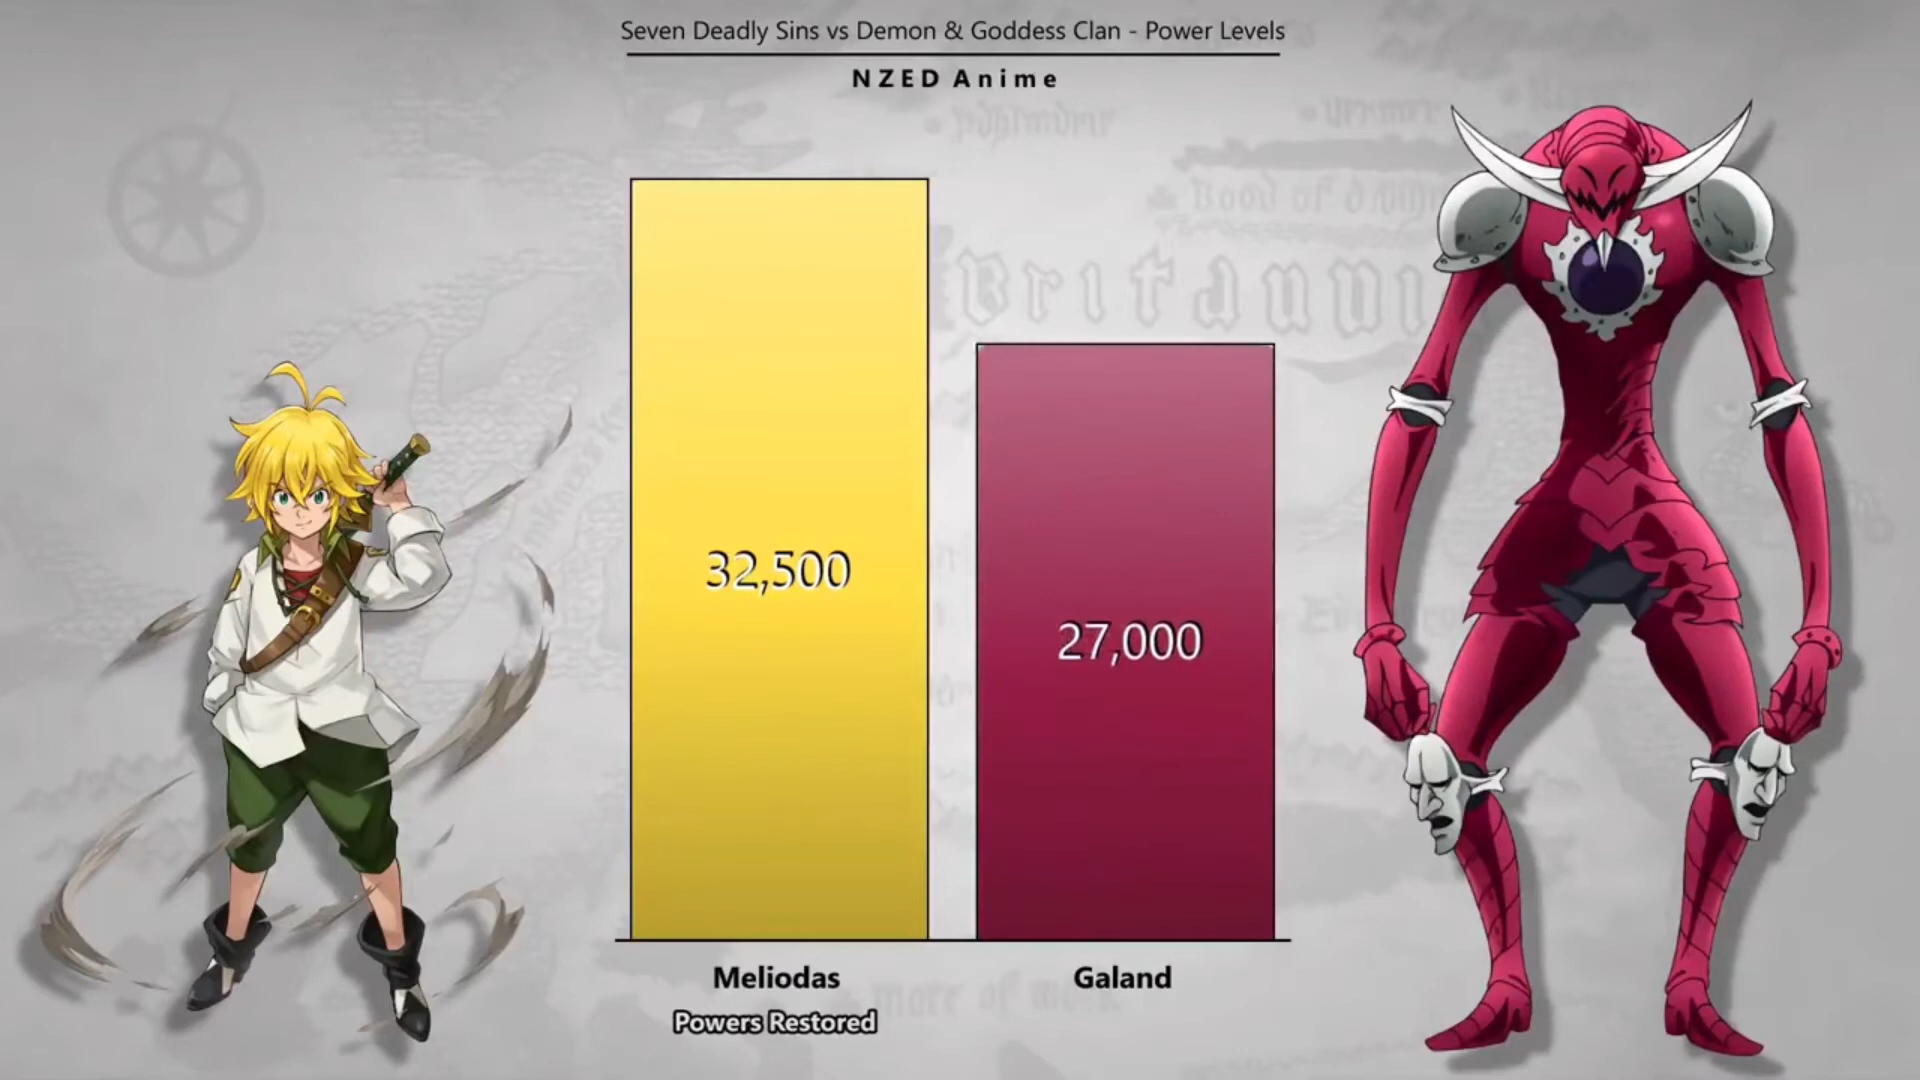 Seven Deadly Sins vs Demon & Goddess Clan - Power Levels
NZED Anime
32,500
27,000
Meliodas
Galand
Powers Restored